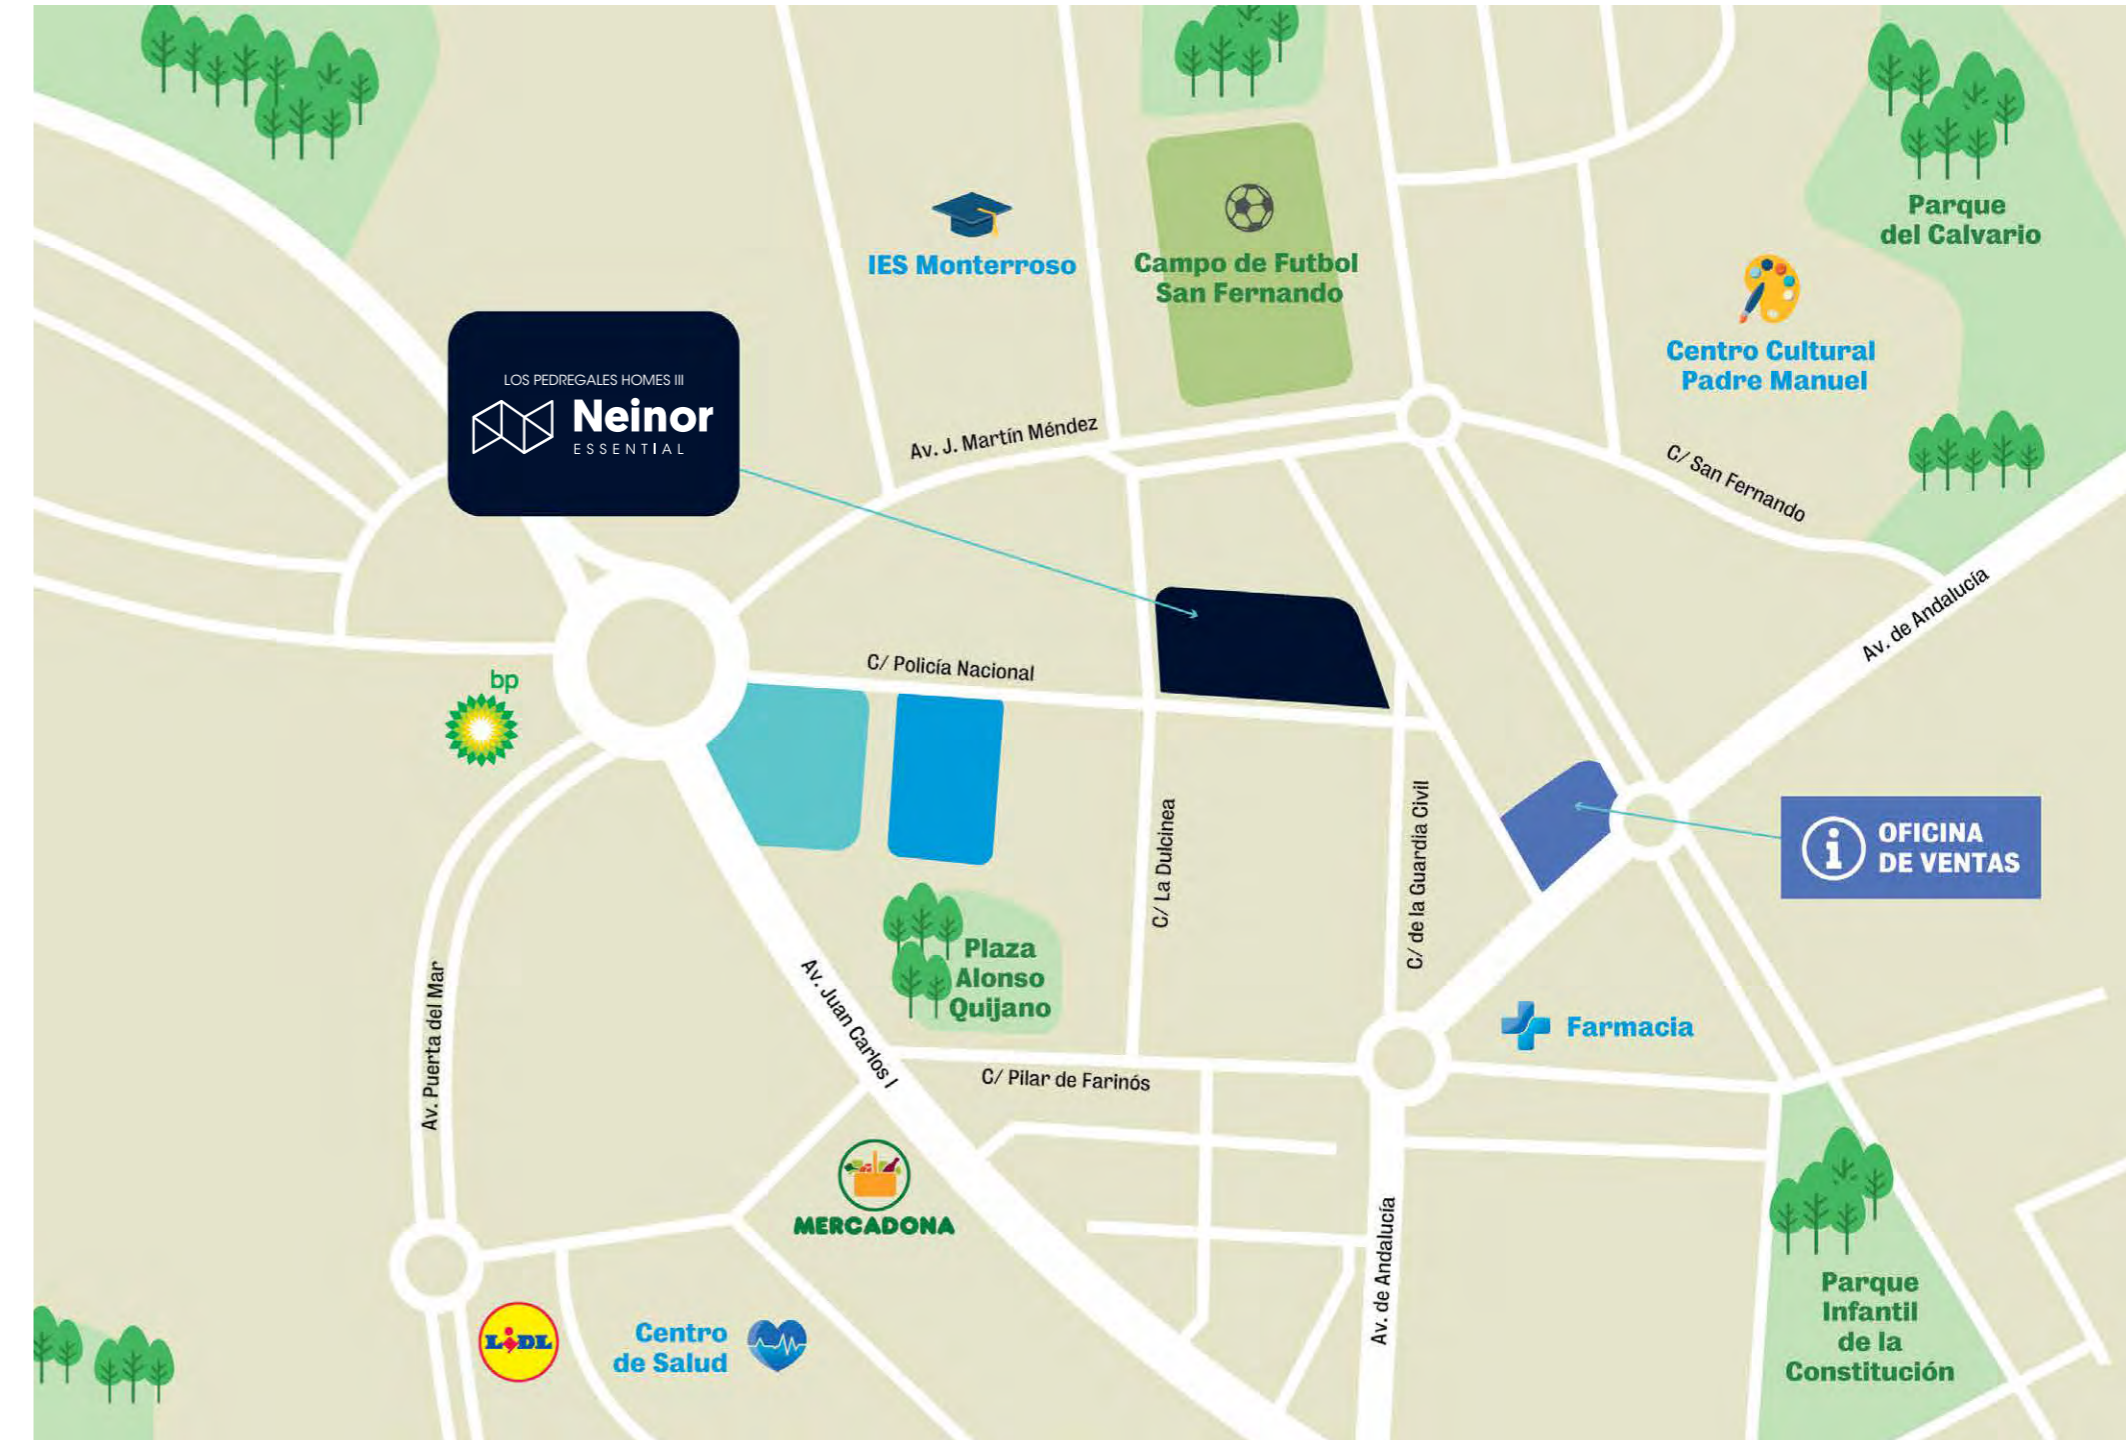 Parque
del Calvario
IES Monterroso
Campo de Futbol
San Fernando
Centro Cultural
Padre Manuel
LOS PEDREGALES HOMES III
Neinor
ESSENTIAL
Av. J. Martín Méndez
C/ San Fernando
Av. de Andalucía
C/ Policía Nacional
bp
C/ La Dulcinea
C/ de la Guardia Civil
OFICINA
DE VENTAS
i
Plaza
Alonso
Quijano
Av. Juan Carlos I
Av. Puerta del Mar
Farmacia
C/ Pilar de Farinós
MERCADONA
Av. de Andalucía
LiDL
Centro
de Salud
Parque
Infantil
de la
Constitución